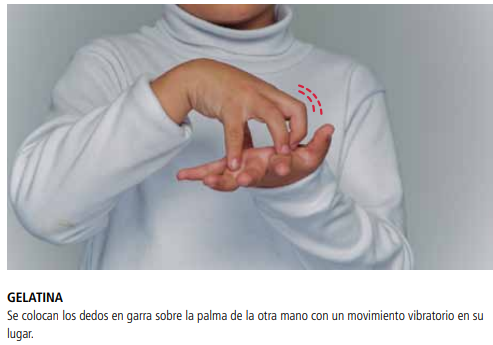 GELATINA
Se colocan los dedos en garra sobre la palma de la otra mano con un movimiento vibratorio en su
lugar.